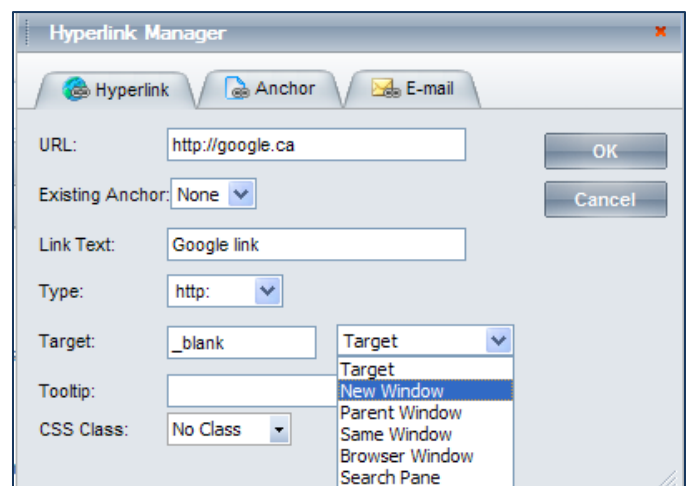 Hyperlink Manager
Hyperlink Anchor E-mail
URL: http://google.ca OK
Existing Anchor: None Cancel
Link Text: Google link
Type: http:
Target: _blank Target
Target
Tooltip: New Window
Parent Window
CSS Class: No Class Same Window
Browser Window
Search Pane